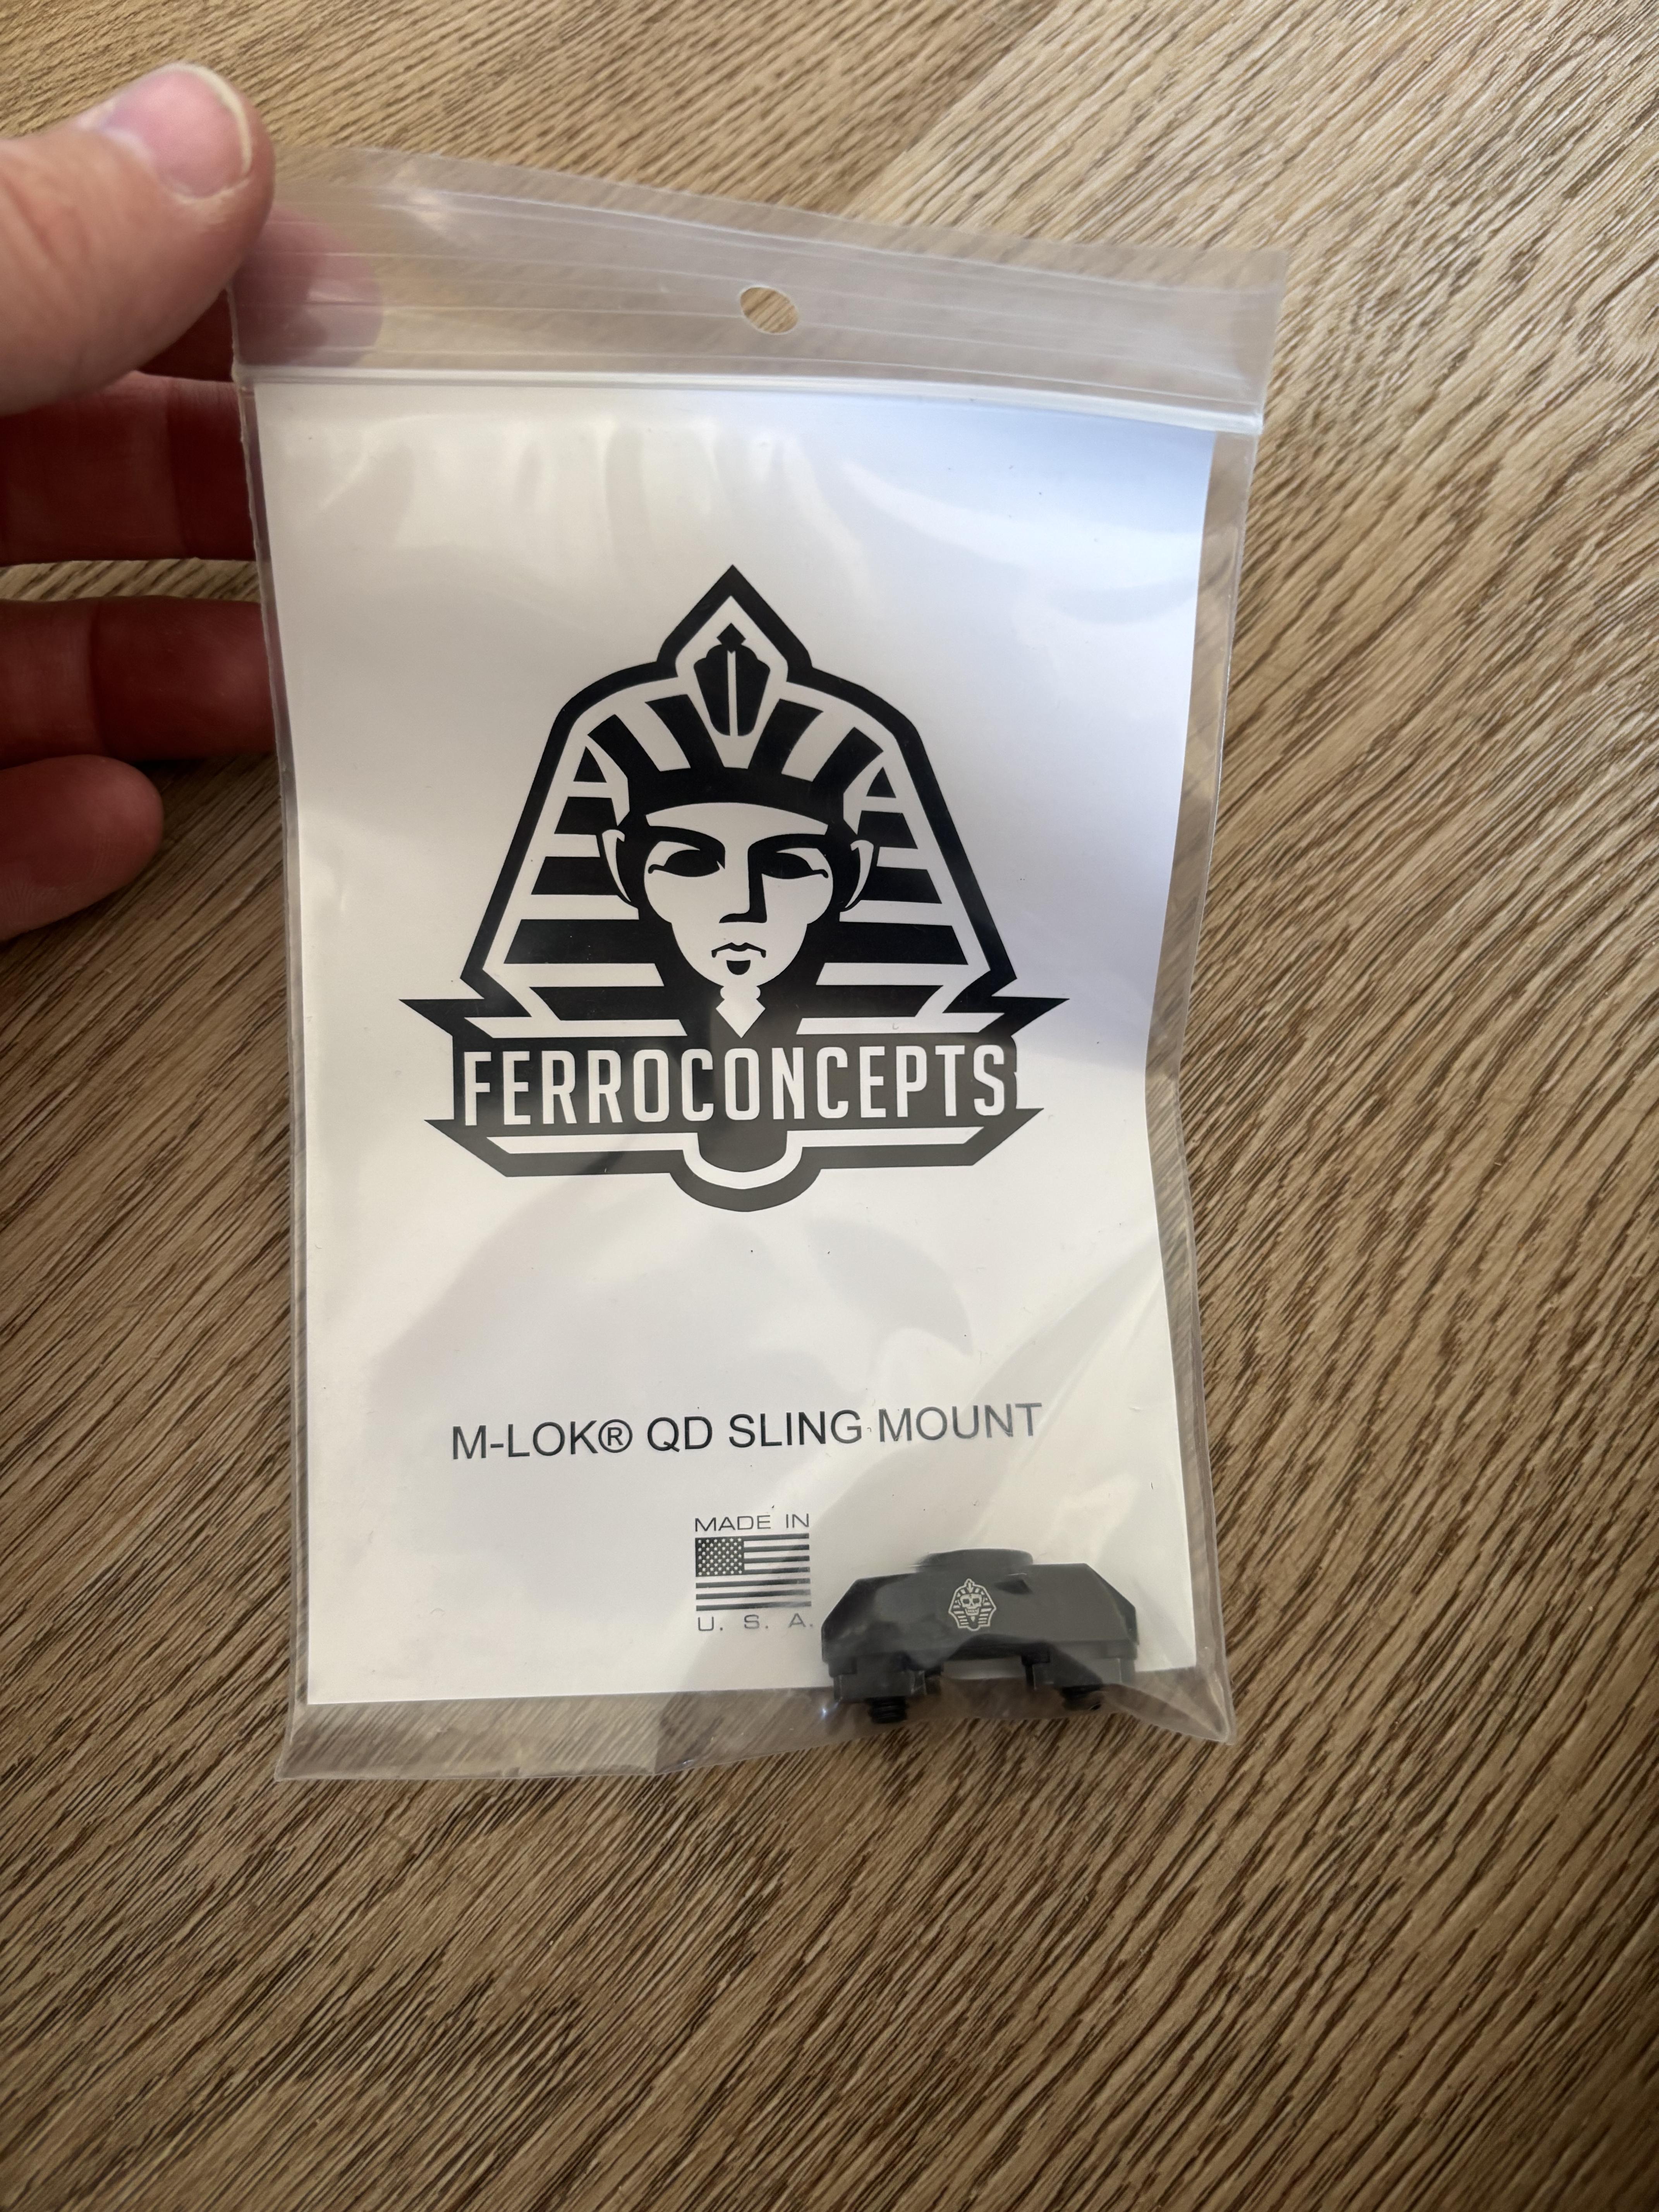 FERROCONCEPTS
M-LOK® QD SLING MOUNT
MADE IN
U. S. A.